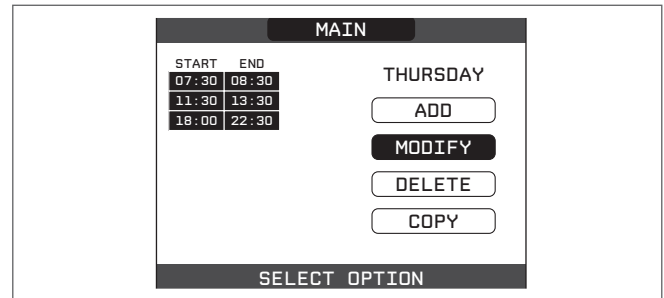 MAIN
START END
07:30 08:30
11:30 13:30
18:00 22:30
THURSDAY
ADD
MODIFY
DELETE
COPY
SELECT OPTION